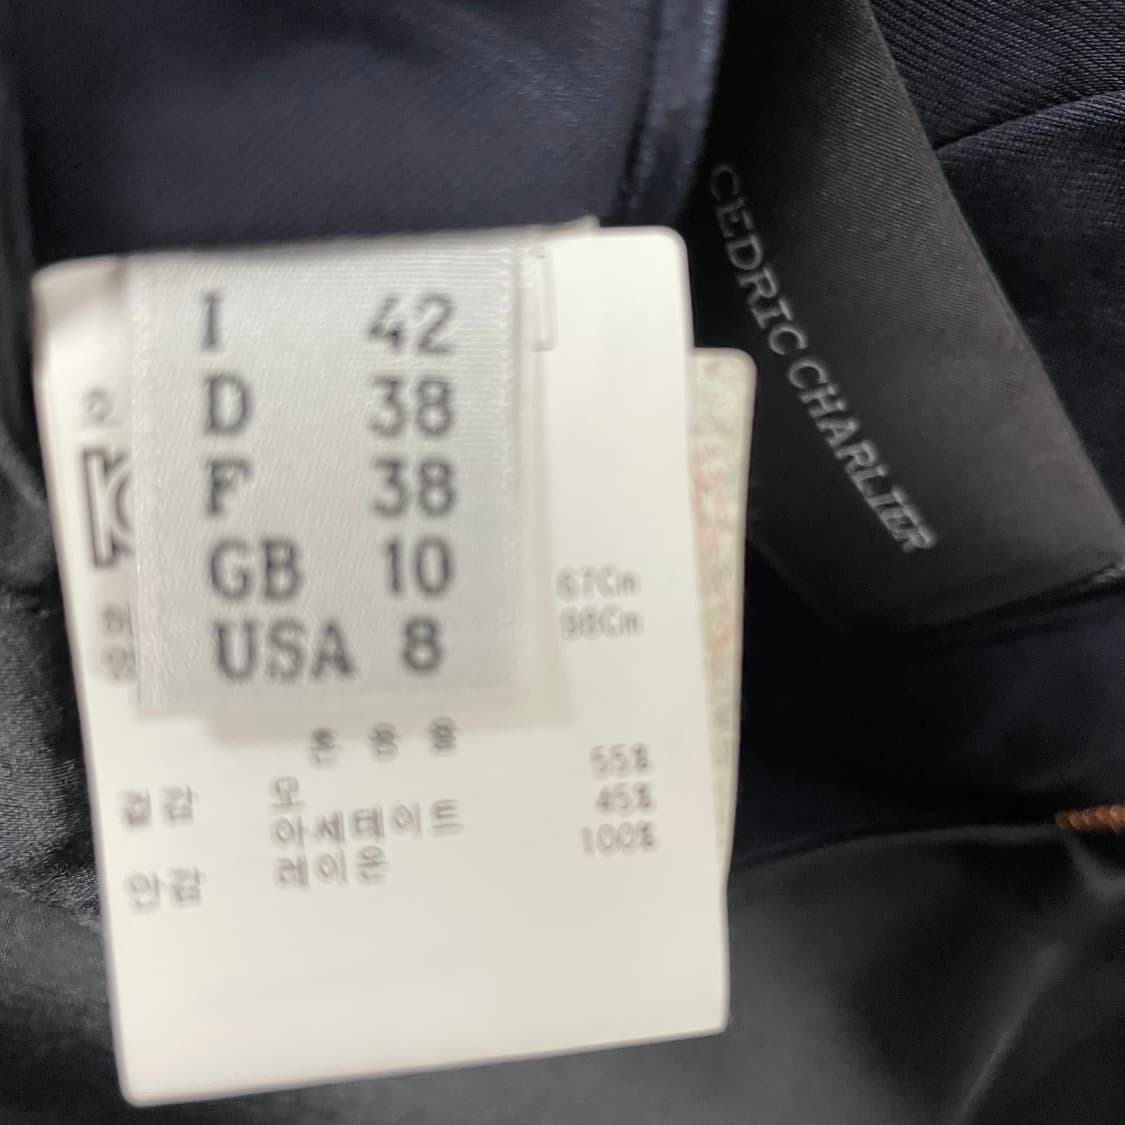 CEDRIC CHARLIER
I 42
D 38
F 38
GB 10
USA 8
67Cm
98Cm
혼 용 율
겉감 모 55%
아세테이트 45%
안감 레이온 100%